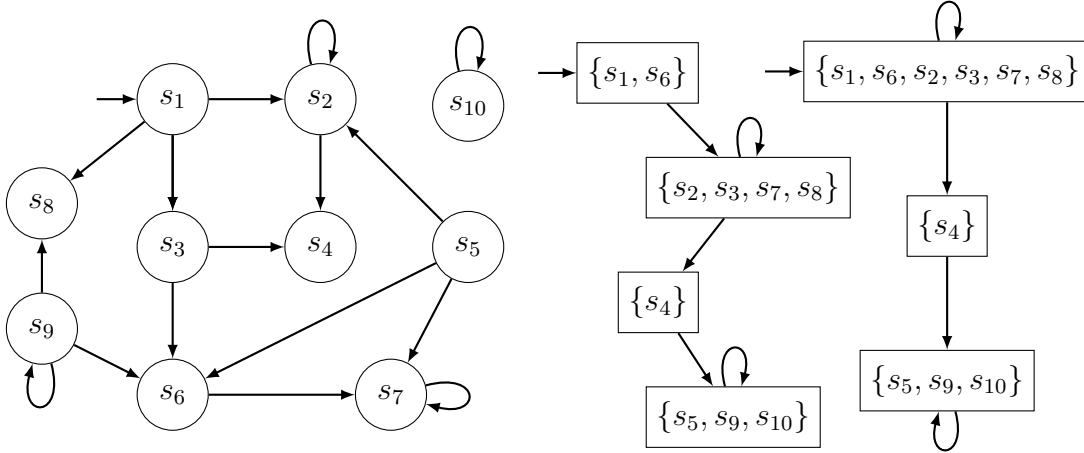 s₁
s₂
s₁₀
s₈
s₃
s₄
s₅
s₉
s₆
s₇
{s₁, s₆}
{s₂, s₃, s₇, s₈}
{s₄}
{s₅, s₉, s₁₀}
{s₁, s₆, s₂, s₃, s₇, s₈}
{s₄}
{s₅, s₉, s₁₀}